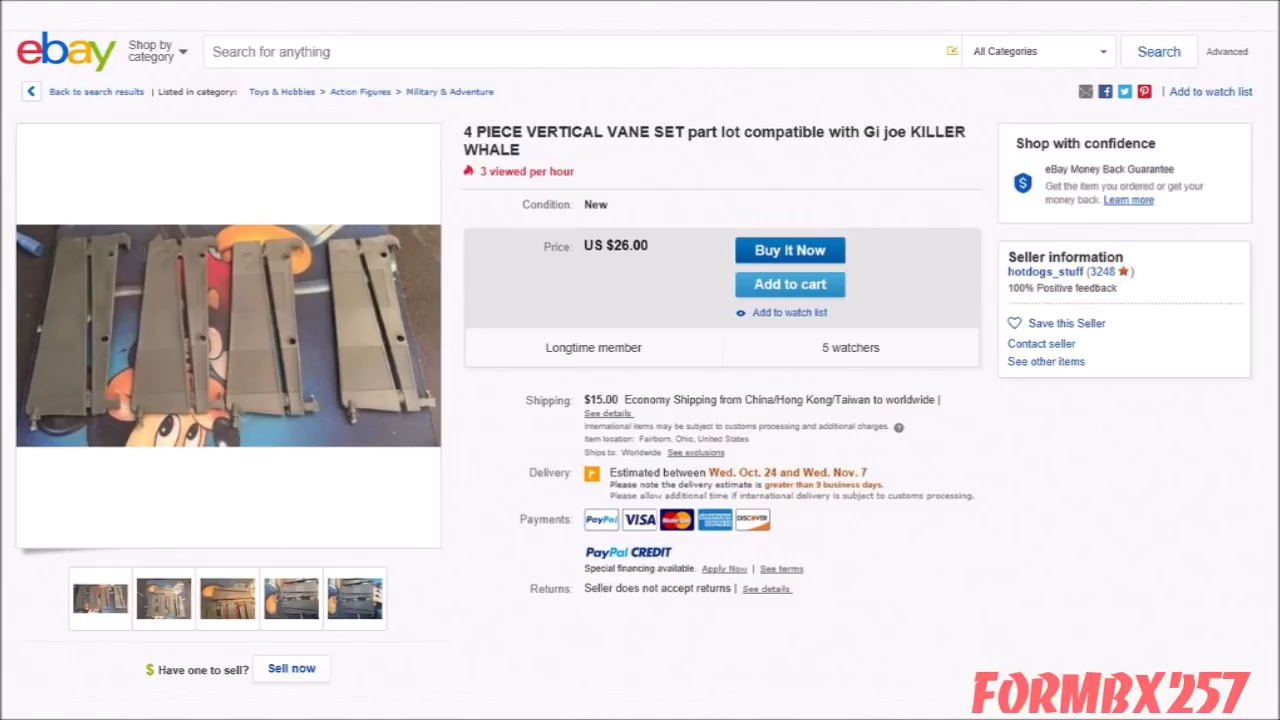 ebay
Shop by category
Search for anything
All Categories
Search
Advanced
Back to search results | Listed in category: Toys & Hobbies > Action Figures > Military & Adventure
| Add to watch list
4 PIECE VERTICAL VANE SET part lot compatible with Gi joe KILLER
WHALE
3 viewed per hour
Condition: New
Price: US $26.00
Buy It Now
Add to cart
Add to watch list
Longtime member
5 watchers
Shipping: $15.00 Economy Shipping from China/Hong Kong/Taiwan to worldwide |
See details
International items may be subject to customs processing and additional charges.
Item location: Fairborn, Ohio, United States
Ships to: Worldwide See exclusions
Delivery: Estimated between Wed. Oct. 24 and Wed. Nov. 7
Please note the delivery estimate is greater than 9 business days.
Please allow additional time if international delivery is subject to customs processing.
Payments: PayPal VISA MasterCard DISCOVER
PayPal CREDIT
Special financing available. Apply Now | See terms
Returns: Seller does not accept returns | See details
Shop with confidence
eBay Money Back Guarantee
Get the item you ordered or get your
money back. Learn more
Seller information
hotdogs_stuff (3248 )
100% Positive feedback
Save this Seller
Contact seller
See other items
$ Have one to sell? Sell now
FORMBX257